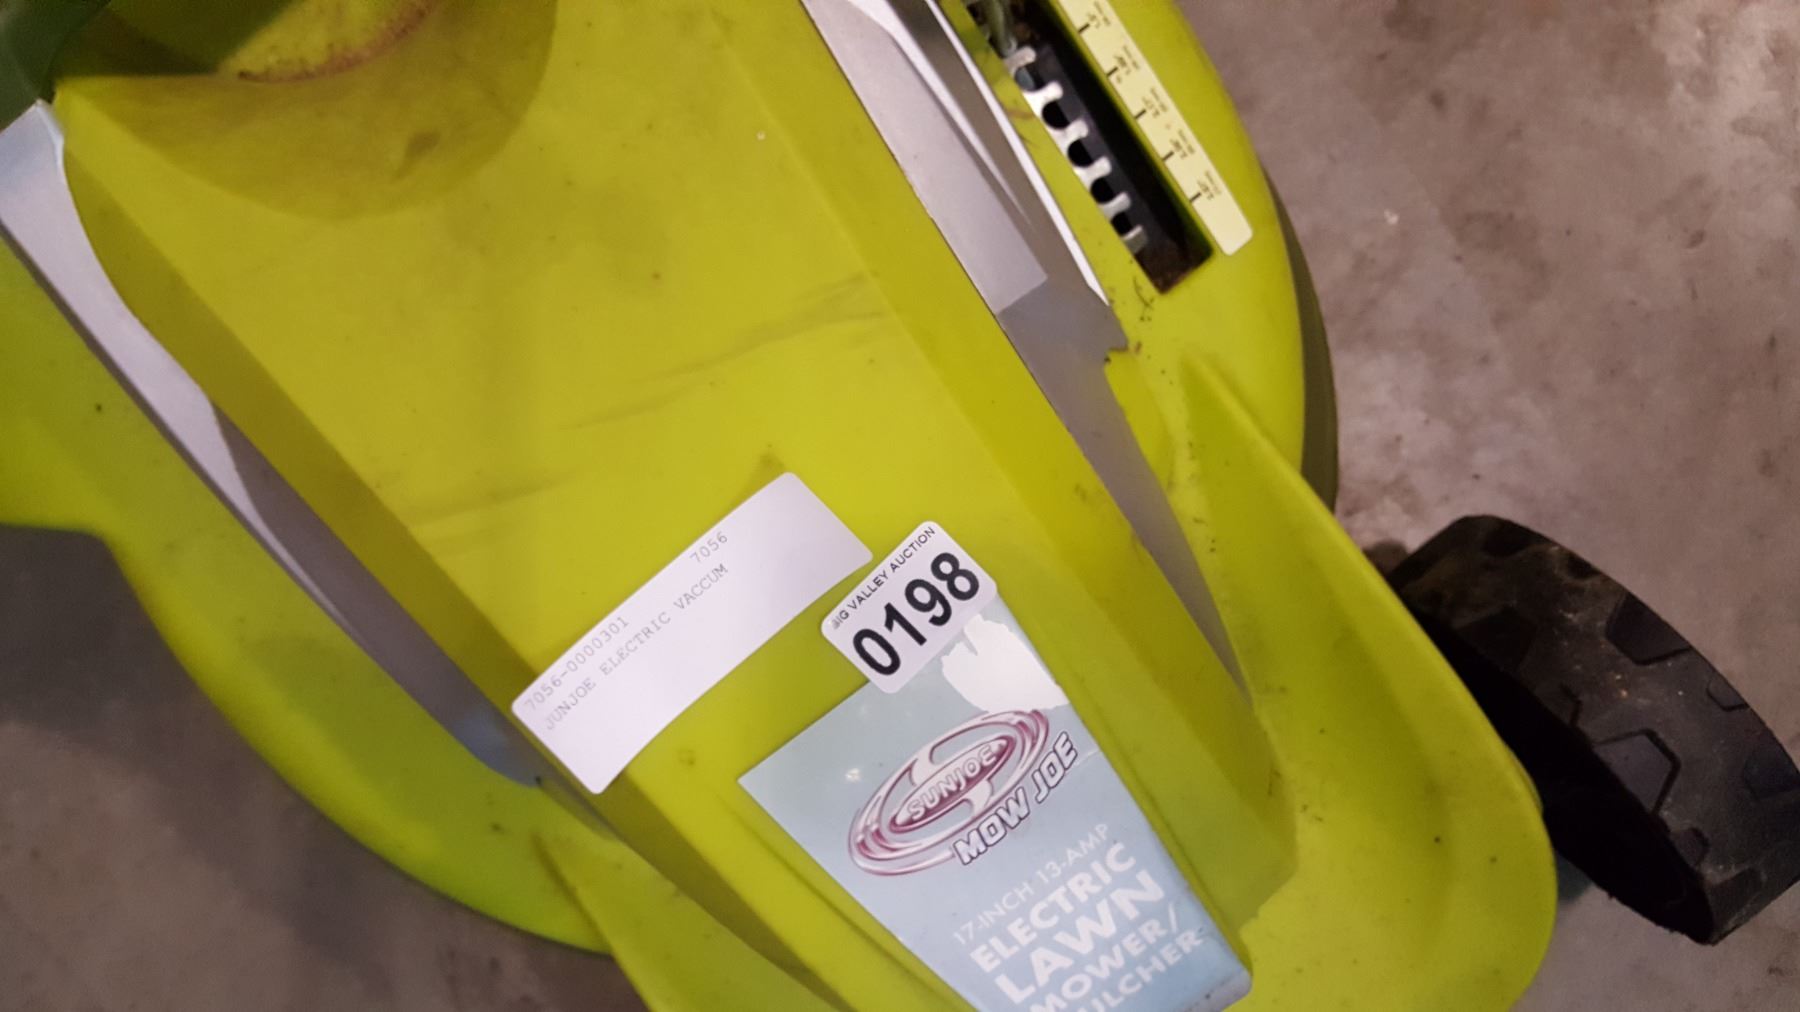 7056-0000301 7056
JUNJOE ELECTRIC VACCUM
BIG VALLEY AUCTION
0198
SUNJOE
MOW JOE
17-INCH 13-AMP
ELECTRIC
LAWN
MOWER/